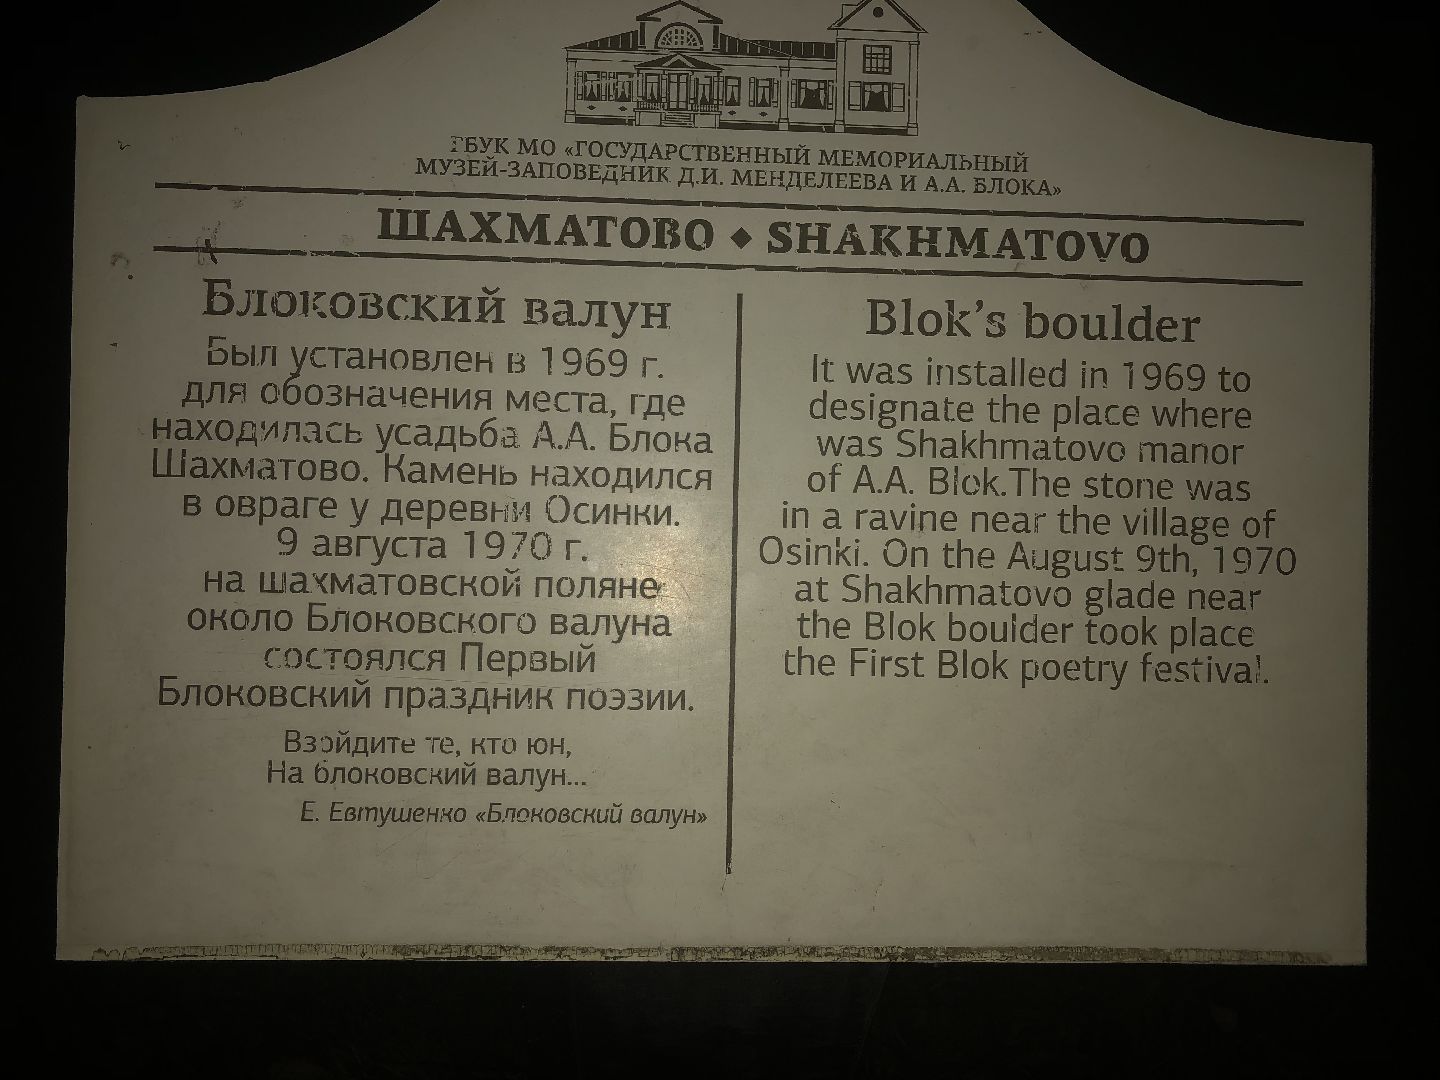 ГБУК МО «ГОСУДАРСТВЕННЫЙ МЕМОРИАЛЬНЫЙ
МУЗЕЙ-ЗАПОВЕДНИК Д.И. МЕНДЕЛЕЕВА И А.А. БЛОКА»
ШАХМАТОВО ◆ SHAKHMATOVO
Блоковский валун
Был установлен в 1969 г.
для обозначения места, где
находилась усадьба А.А. Блока
Шахматово. Камень находился
в овраге у деревни Осинки.
9 августа 1970 г.
на шахматовской поляне
около Блоковского валуна
состоялся Первый
Блоковский праздник поэзии.
Взойдите те, кто юн,
На блоковский валун...
Е. Евтушенко «Блоковский валун»
Blok's boulder
It was installed in 1969 to
designate the place where
was Shakhmatovo manor
of A.A. Blok.The stone was
in a ravine near the village of
Osinki. On the August 9th, 1970
at Shakhmatovo glade near
the Blok boulder took place
the First Blok poetry festival.